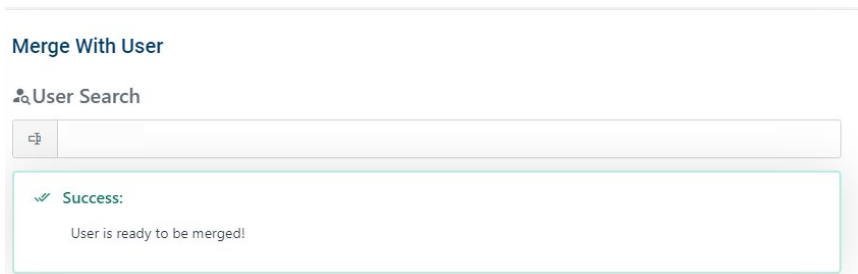 Merge With User
User Search
Success:
User is ready to be merged!